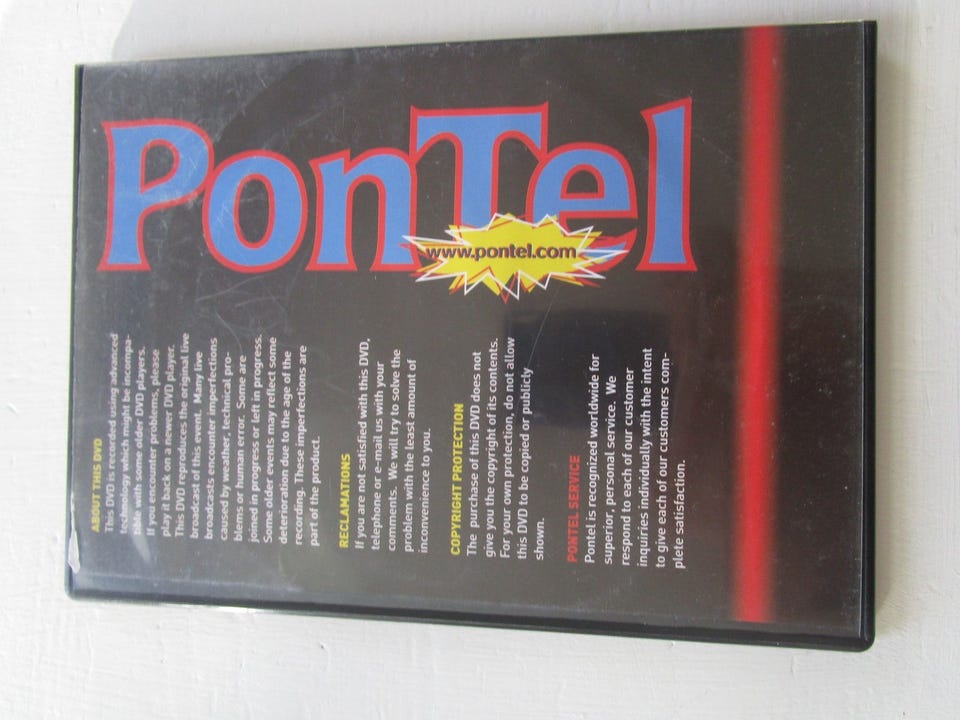 PonTel
www.pontel.com
ABOUT THIS DVD
This DVD is recorded using advanced
technology which might be incompa-
table with some older DVD players.
If you encounter problems, please
play it back on a newer DVD player.
This DVD reproduces the original live
broadcast of this event. Many live
broadcasts encounter imperfections
caused by weather, technical pro-
blems or human error. Some are
joined in progress or left in progress.
Some older events may reflect some
deterioration due to the age of the
recording. These imperfections are
part of the product.
RECLAMATIONS
If you are not satisfied with this DVD,
telephone or e-mail us with your
comments. We will try to solve the
problem with the least amount of
inconvenience to you.
COPYRIGHT PROTECTION
The purchase of this DVD does not
give you the copyright of its contents.
For your own protection, do not allow
this DVD to be copied or publicly
shown.
PONTEL SERVICE
Pontel is recognized worldwide for
superior, personal service. We
respond to each of our customer
inquiries individually with the intent
to give each of our customers com-
plete satisfaction.